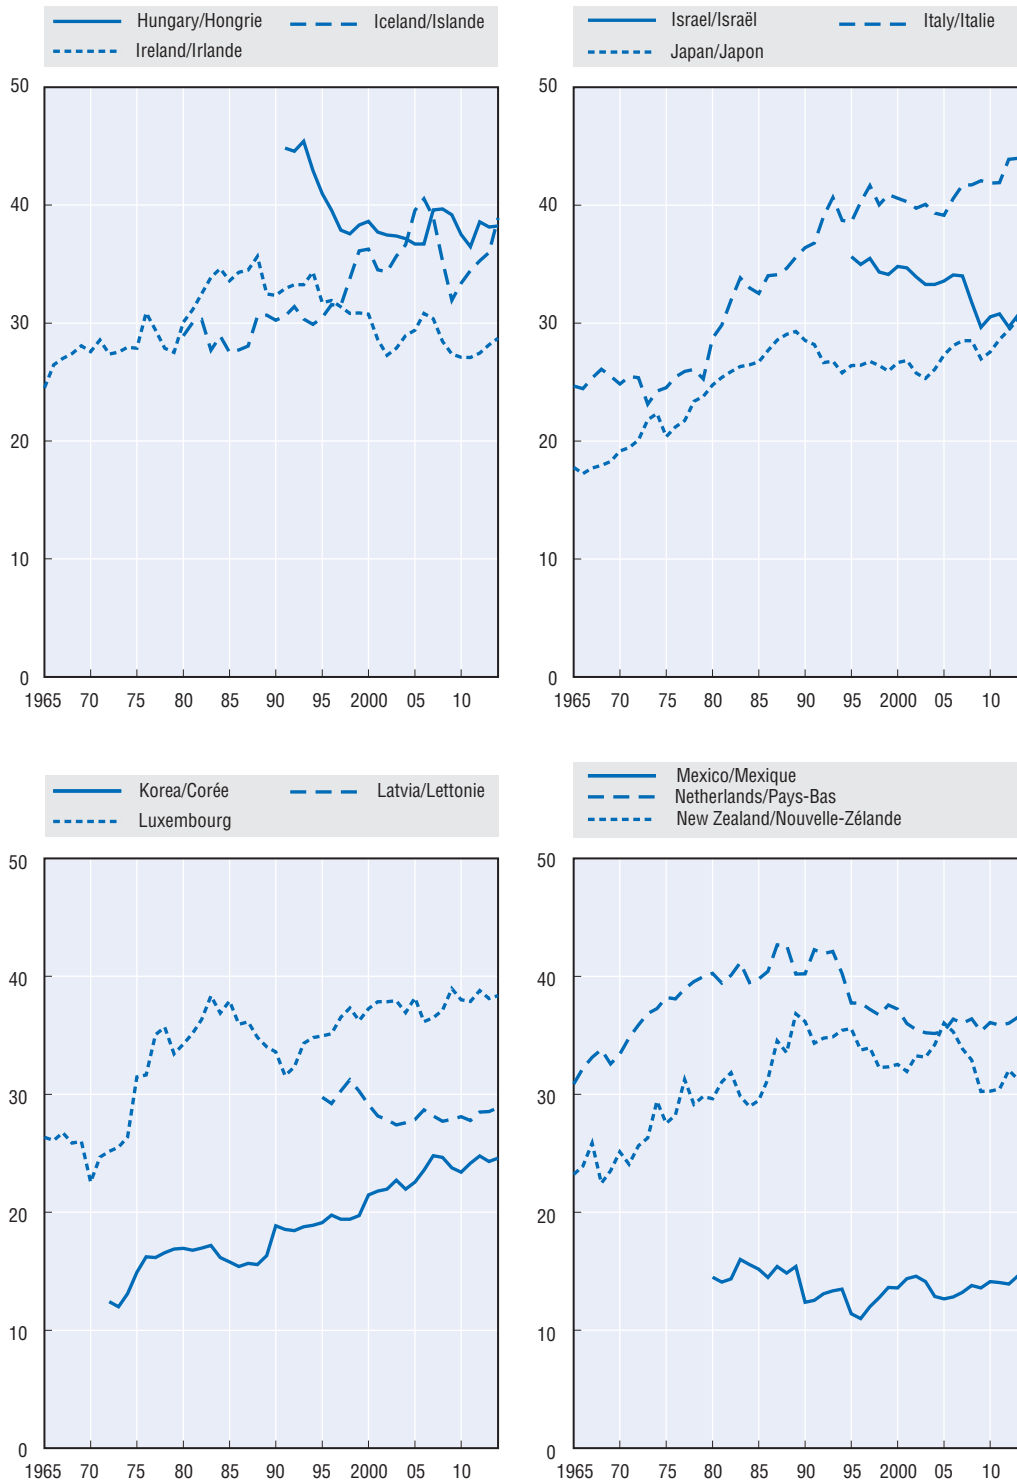 Hungary/Hongrie Iceland/Islande
Ireland/Irlande
50
40
30
20
10
0
1965 70 75 80 85 90 95 2000 05 10
Israel/Israël Italy/Italie
Japan/Japon
50
40
30
20
10
0
1965 70 75 80 85 90 95 2000 05 10
Korea/Corée Latvia/Lettonie
Luxembourg
50
40
30
20
10
0
1965 70 75 80 85 90 95 2000 05 10
Mexico/Mexique
Netherlands/Pays-Bas
New Zealand/Nouvelle-Zélande
50
40
30
20
10
0
1965 70 75 80 85 90 95 2000 05 10